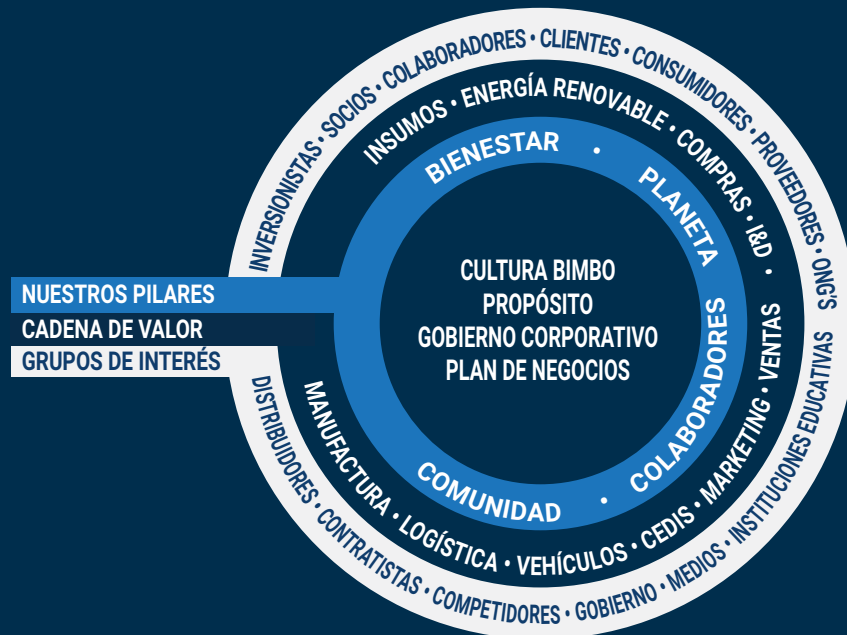 INVERSIONISTAS • SOCIOS • COLABORADORES • CLIENTES • CONSUMIDORES • PROVEEDORES • ONG'S
INSUMOS • ENERGÍA RENOVABLE • COMPRAS • I&D •
BIENESTAR • PLANETA
CULTURA BIMBO
PROPÓSITO
GOBIERNO CORPORATIVO
PLAN DE NEGOCIOS
NUESTROS PILARES
CADENA DE VALOR
GRUPOS DE INTERÉS
COMUNIDAD • COLABORADORES
MANUFACTURA • LOGÍSTICA • VEHÍCULOS • CEDIS • MARKETING • VENTAS
DISTRIBUIDORES • CONTRATISTAS • COMPETIDORES • GOBIERNO • MEDIOS • INSTITUCIONES EDUCATIVAS